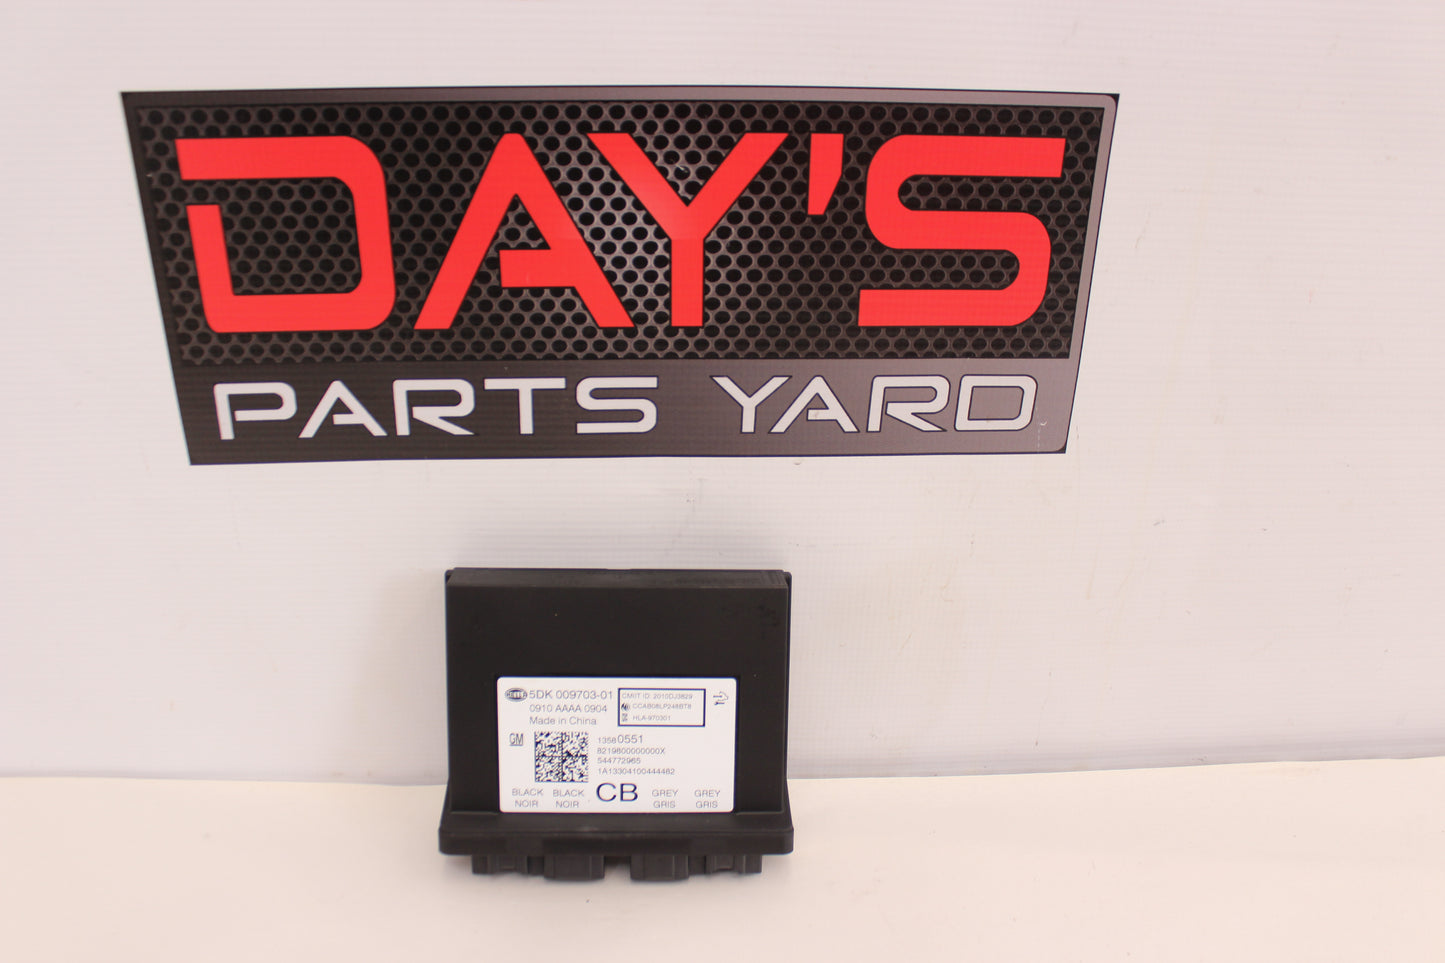 DAY'S
PARTS YARD
HELLA 5DK 009703-01
0910 AAAA 0904
Made in China
CMIIT ID: 2010DJ3829
CCAB08LP2488T8
HLA-970301
GM
13580551
8219800000000X
544772965
1A13304100444462
BLACK BLACK CB GREY GREY
NOIR NOIR GRIS GRIS